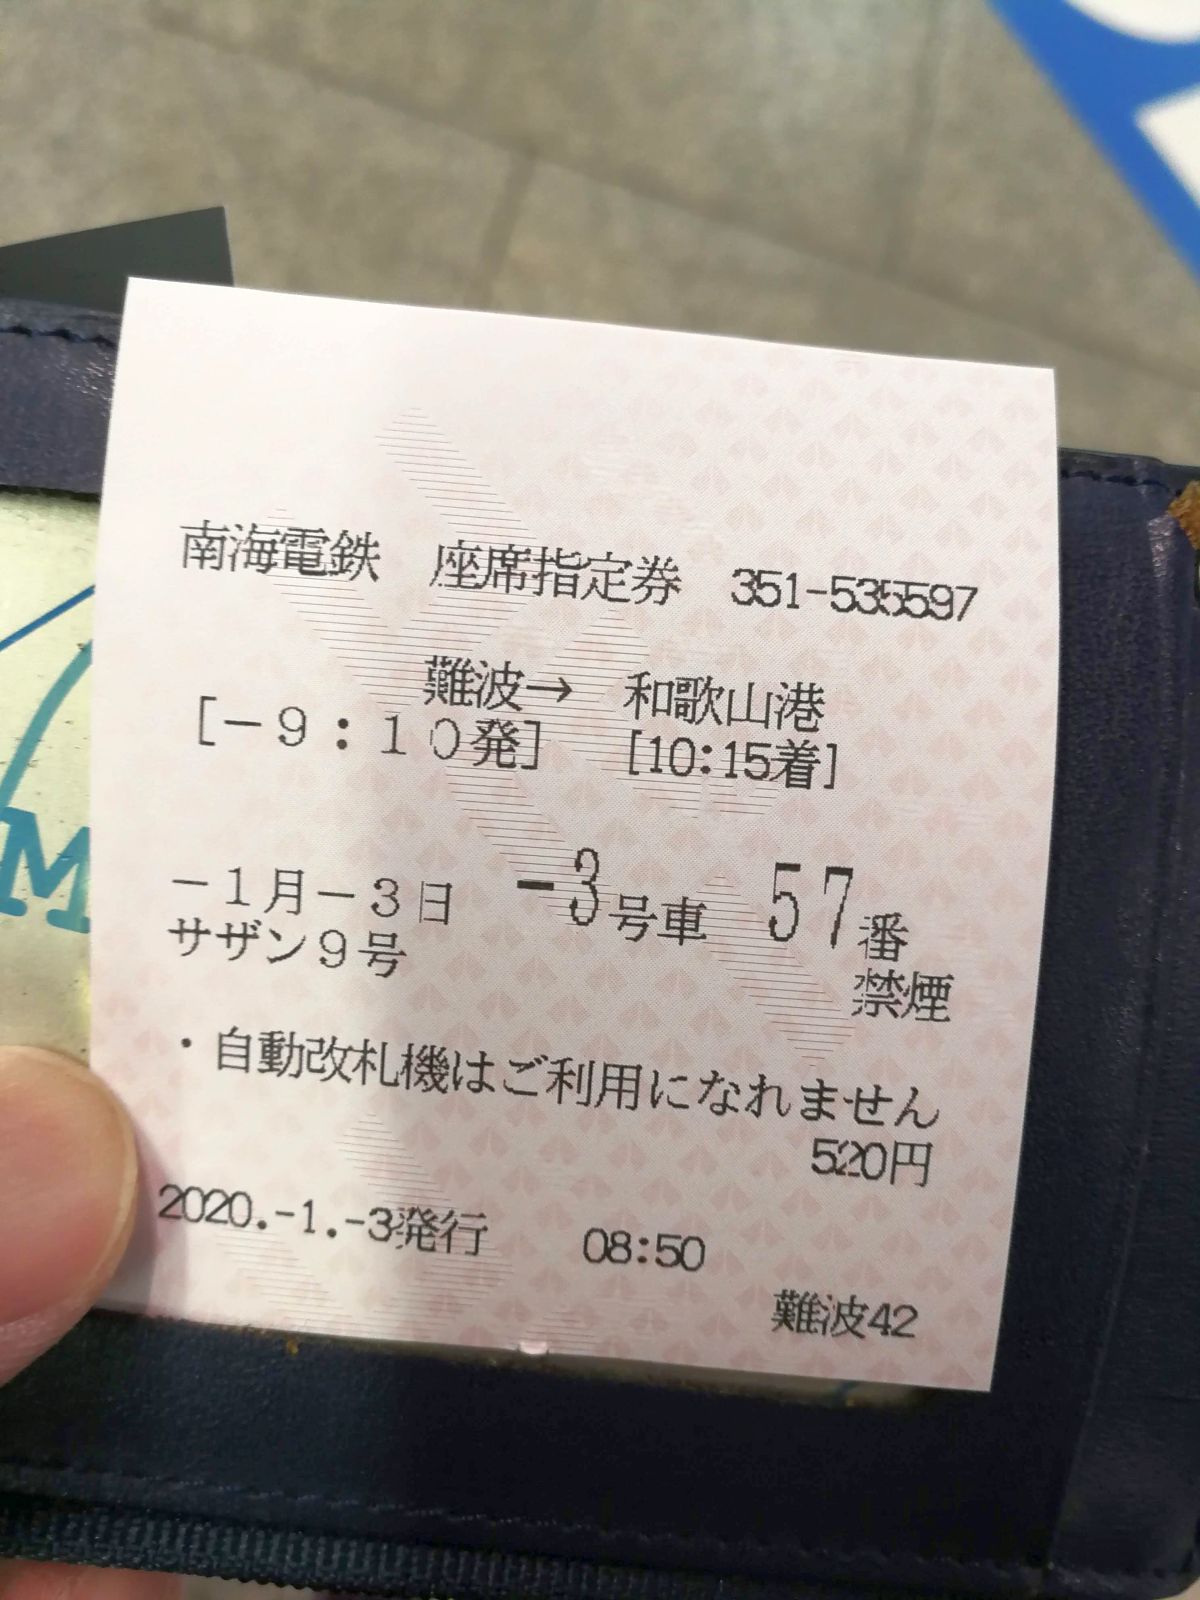 南海電鉄 座席指定券 351-535597
難波→ 和歌山港
[-9:10発] [10:15着]
-1月-3日 -3号車 57番
サザン9号 禁煙
・自動改札機はご利用になれません
520円
2020.-1.-3発行 08:50
難波42
M